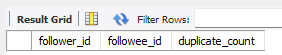 Result Grid Filter Rows:
follower_id followee_id duplicate_count